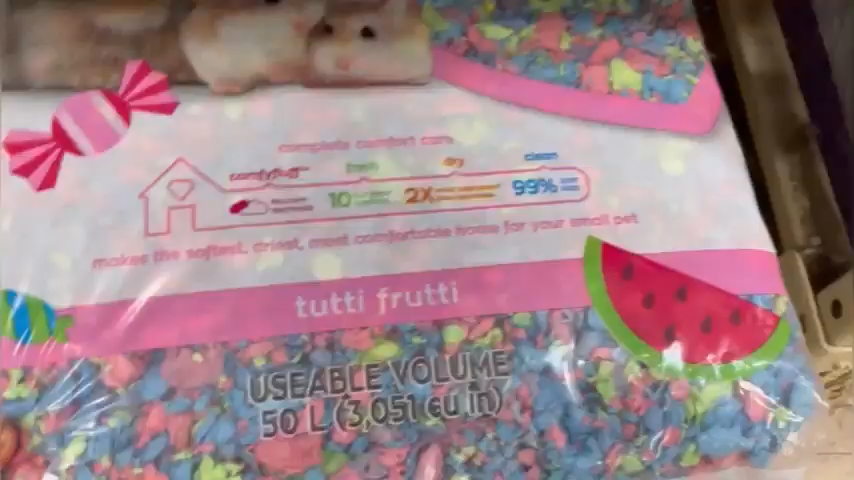 complete comfort care
comfyfluff™ fresh dry clean
10 2X 99%
makes the softest, driest, most comfortable home for your small pet
tutti frutti
USEABLE VOLUME
50 L (3,051 cu in)